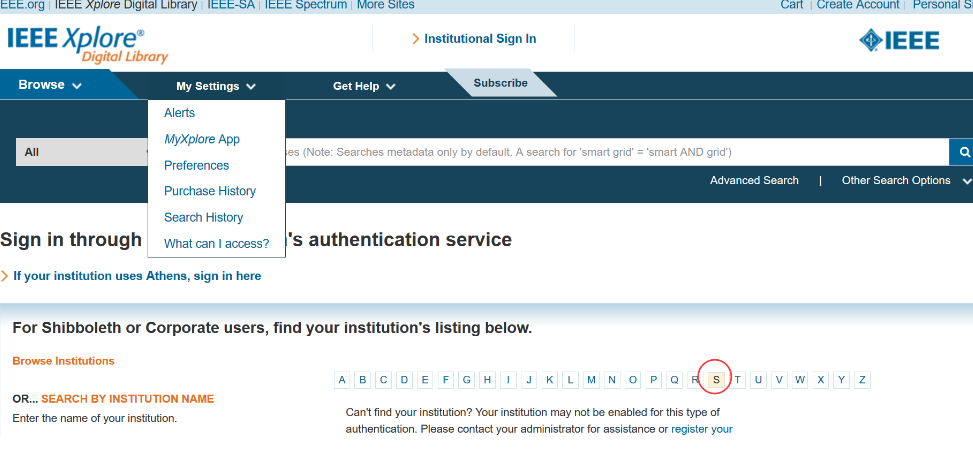 EEE.org | IEEE Xplore Digital Library | IEEE-SA | IEEE Spectrum | More Sites
Cart | Create Account | Personal S
IEEE Xplore®
Digital Library
Institutional Sign In
IEEE
Browse
My Settings
Get Help
Subscribe
Alerts
MyXplore App
Preferences
Purchase History
Search History
What can I access?
All
ses (Note: Searches metadata only by default. A search for 'smart grid' = 'smart AND grid')
Advanced Search | Other Search Options
Sign in through 's authentication service
If your institution uses Athens, sign in here
For Shibboleth or Corporate users, find your institution's listing below.
Browse Institutions
A B C D E F G H I J K L M N O P Q R S T U V W X Y Z
OR... SEARCH BY INSTITUTION NAME
Enter the name of your institution.
Can't find your institution? Your institution may not be enabled for this type of
authentication. Please contact your administrator for assistance or register your